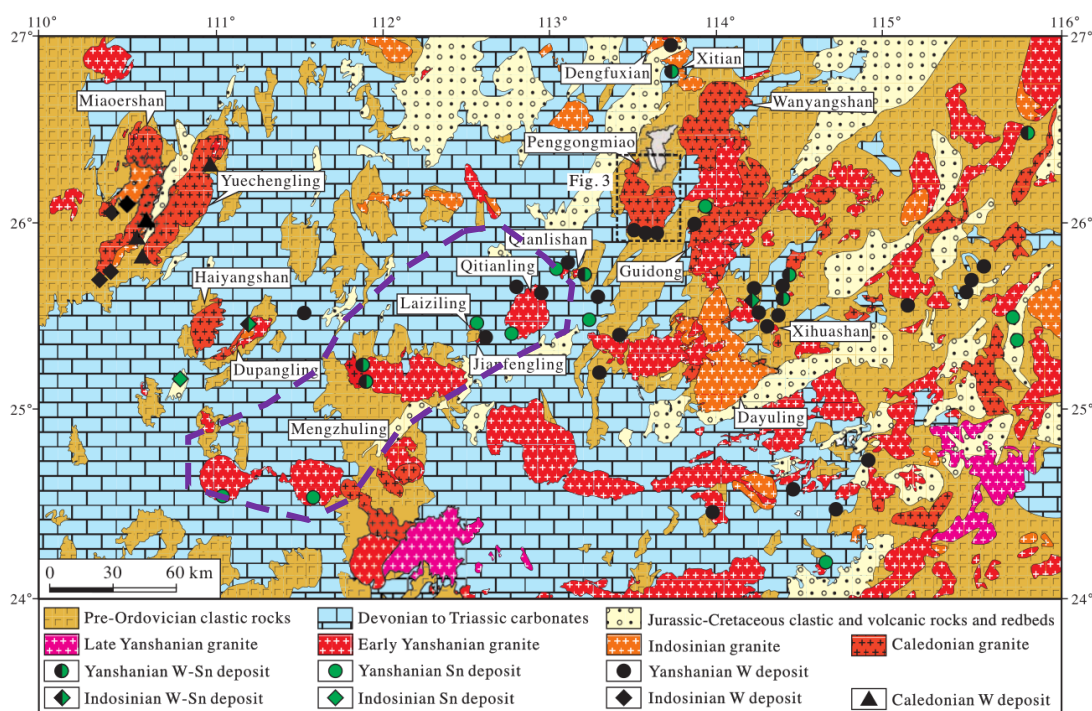 110° 111° 112° 113° 114° 115° 116°
27° 27°
Dengfuxian Xitian
Miaoershan Wanyangshan
Penggongmiao
Fig. 3
Yuechengling
26° 26°
Qianlishan
Haiyangshan Qitianling Guidong
Laiziling
Xihuashan
Dupangling Jianfengling
25° Dayuling 25°
Mengzhuling
0 30 60 km
24° 24°
Pre-Ordovician clastic rocks Devonian to Triassic carbonates Jurassic-Cretaceous clastic and volcanic rocks and redbeds
Late Yanshanian granite Early Yanshanian granite Indosinian granite Caledonian granite
Yanshanian W-Sn deposit Yanshanian Sn deposit Yanshanian W deposit
Indosinian W-Sn deposit Indosinian Sn deposit Indosinian W deposit Caledonian W deposit